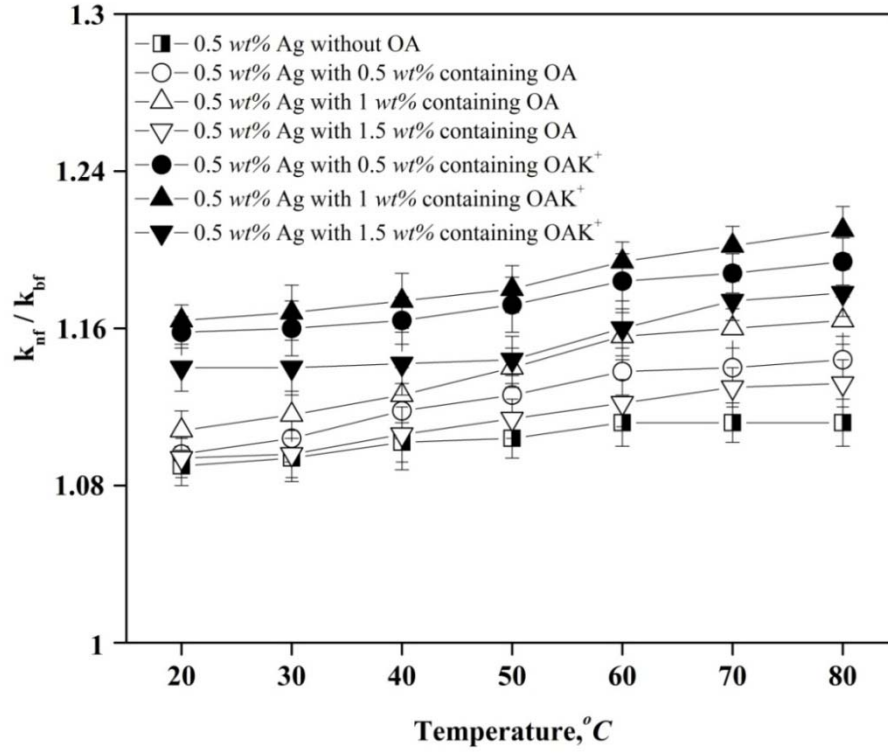 1.3
0.5 wt% Ag without OA
0.5 wt% Ag with 0.5 wt% containing OA
0.5 wt% Ag with 1 wt% containing OA
0.5 wt% Ag with 1.5 wt% containing OA
0.5 wt% Ag with 0.5 wt% containing OAK+
0.5 wt% Ag with 1 wt% containing OAK+
0.5 wt% Ag with 1.5 wt% containing OAK+
1.24
1.16
1.08
1
k nf / k bf
20 30 40 50 60 70 80
Temperature,°C